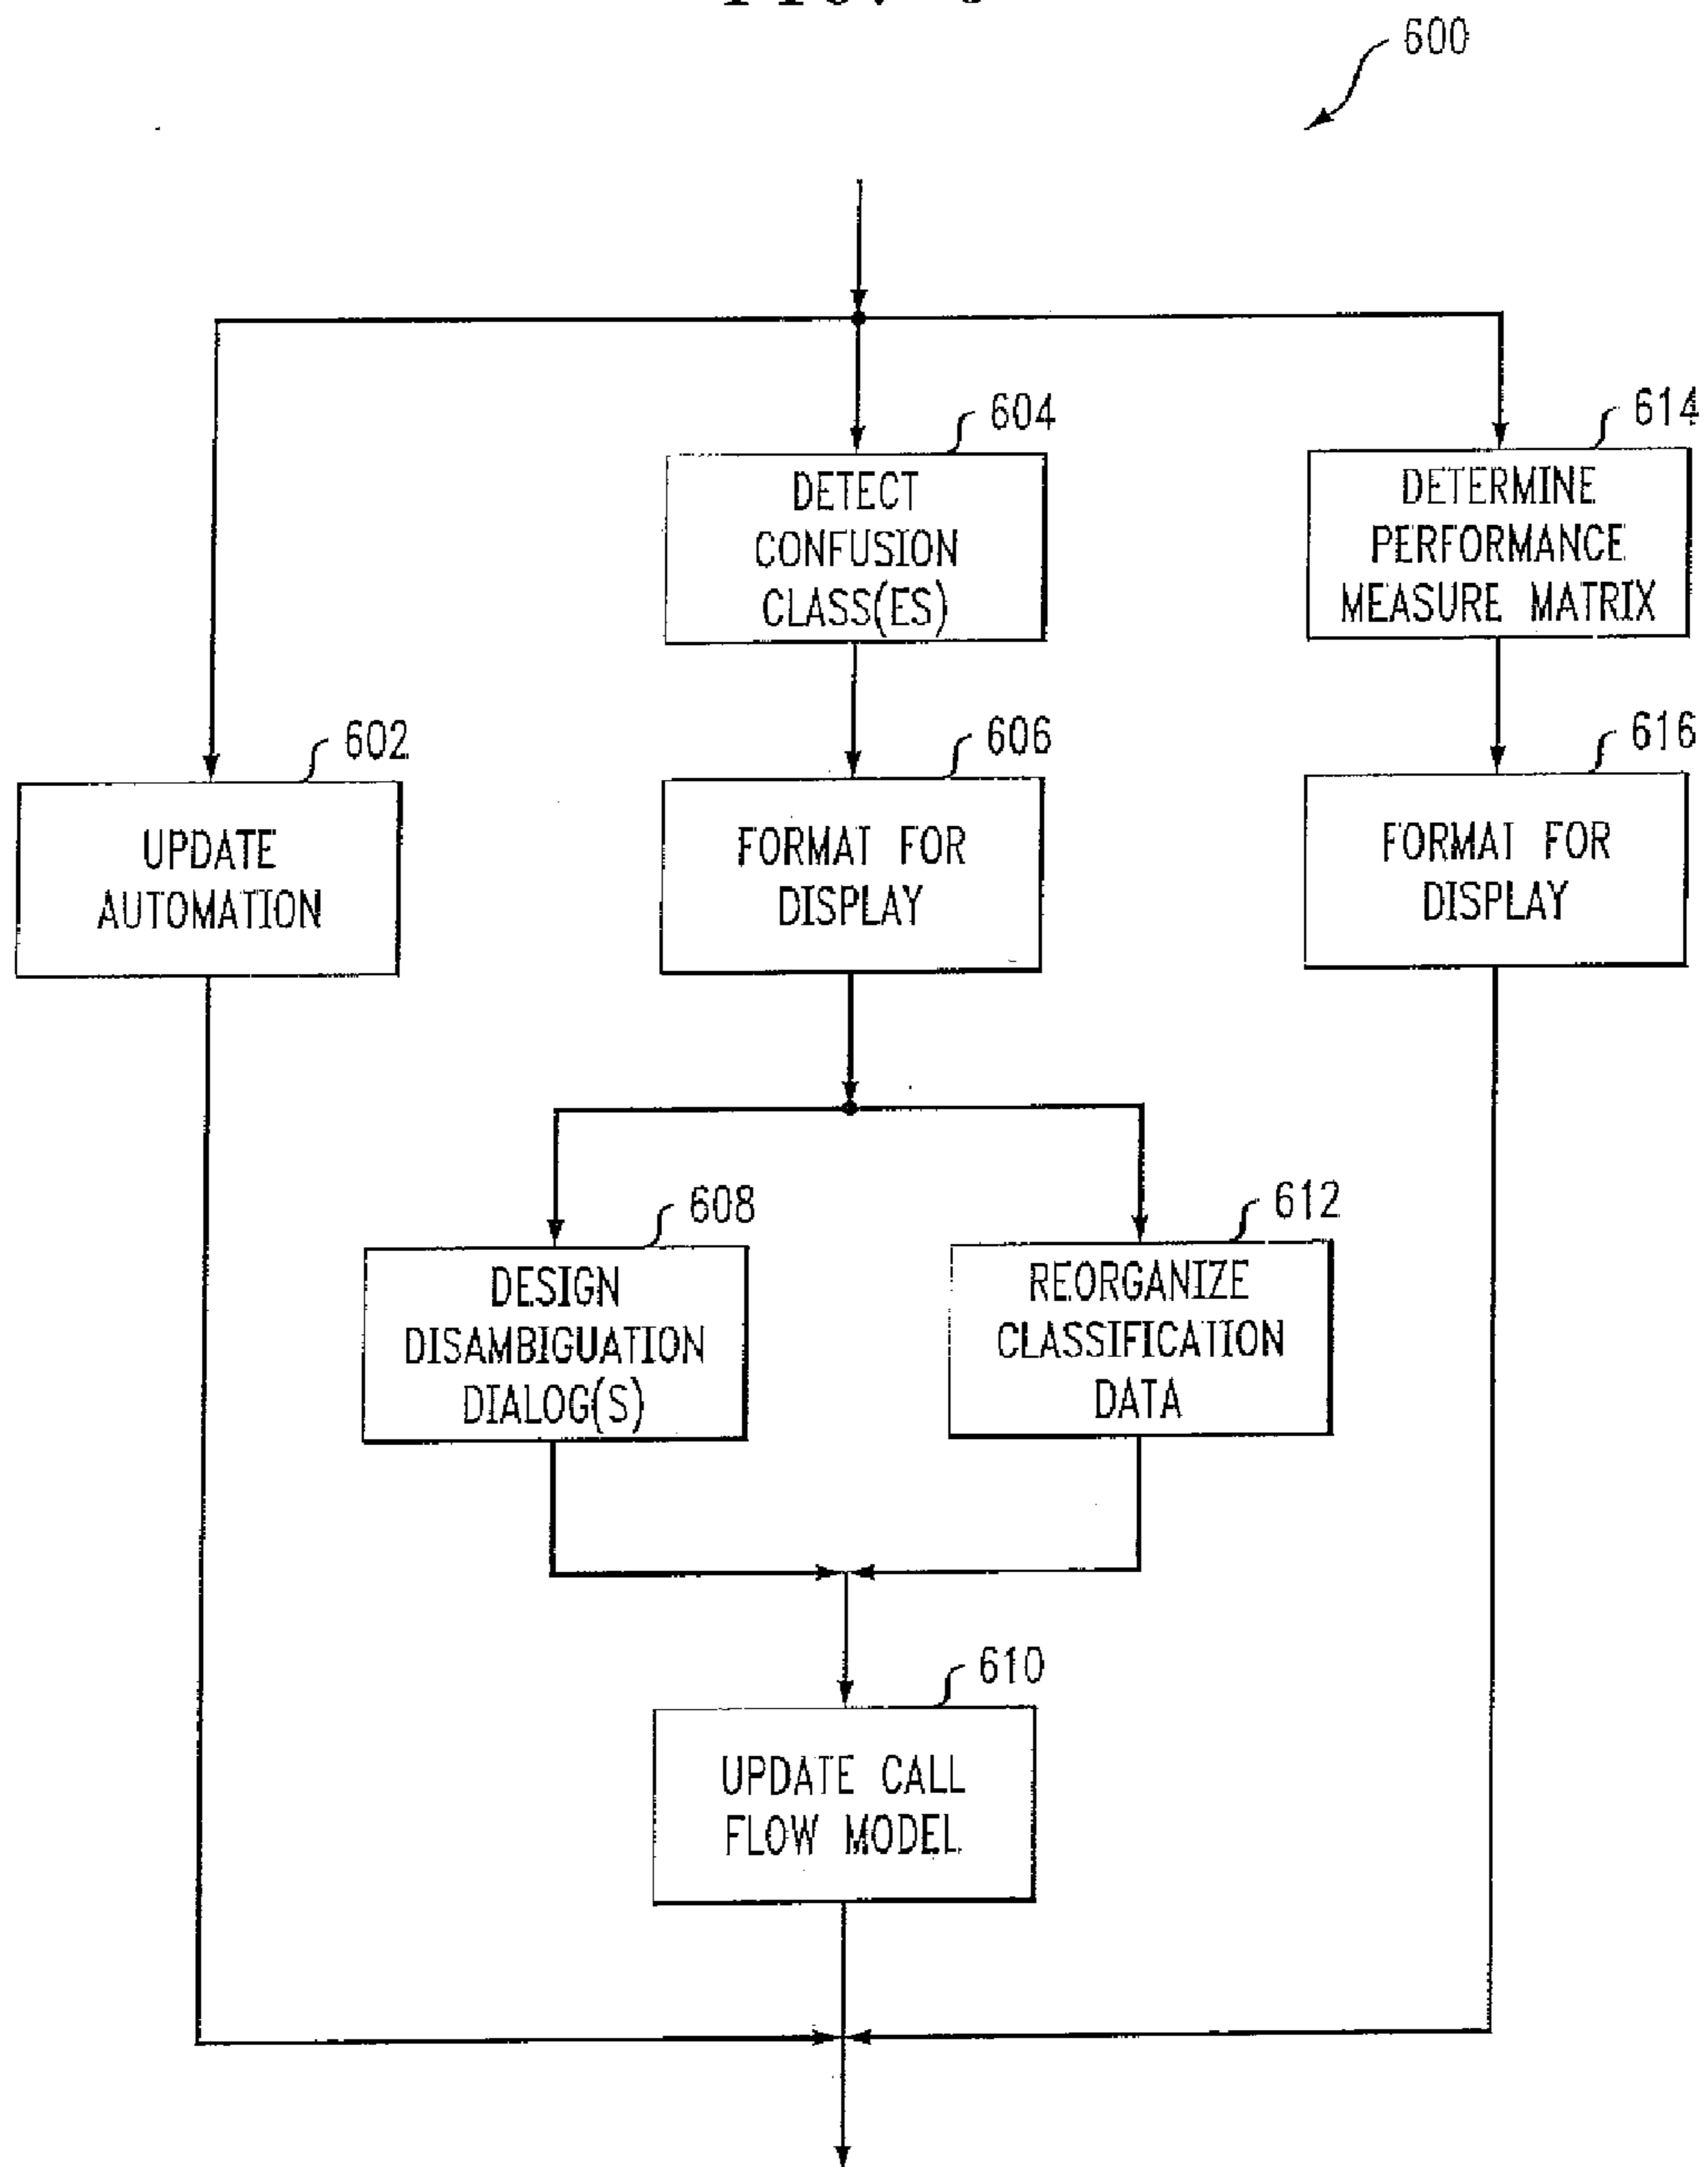 600
604
DETECT
CONFUSION
CLASS(ES)
614
DETERMINE
PERFORMANCE
MEASURE MATRIX
602
UPDATE
AUTOMATION
606
FORMAT FOR
DISPLAY
616
FORMAT FOR
DISPLAY
608
DESIGN
DISAMBIGUATION
DIALOG(S)
612
REORGANIZE
CLASSIFICATION
DATA
610
UPDATE CALL
FLOW MODEL